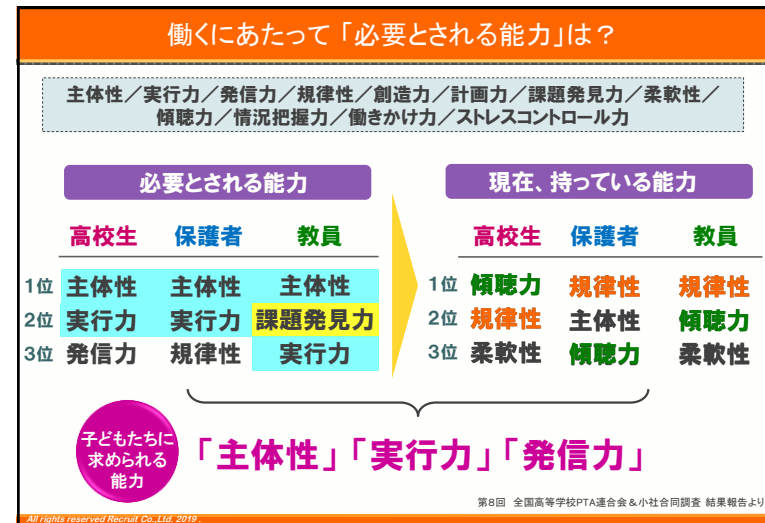 働くにあたって「必要とされる能力」は？
主体性／実行力／発信力／規律性／創造力／計画力／課題発見力／柔軟性／
傾聴力／情況把握力／働きかけ力／ストレスコントロール力
必要とされる能力
高校生 保護者 教員
1位 主体性 主体性 主体性
2位 実行力 実行力 課題発見力
3位 発信力 規律性 実行力
現在、持っている能力
高校生 保護者 教員
1位 傾聴力 規律性 規律性
2位 規律性 主体性 傾聴力
3位 柔軟性 傾聴力 柔軟性
子どもたちに
求められる
能力
「主体性」「実行力」「発信力」
第8回 全国高等学校PTA連合会＆小社合同調査 結果報告より
All rights reserved Recruit Co.,Ltd. 2019 .